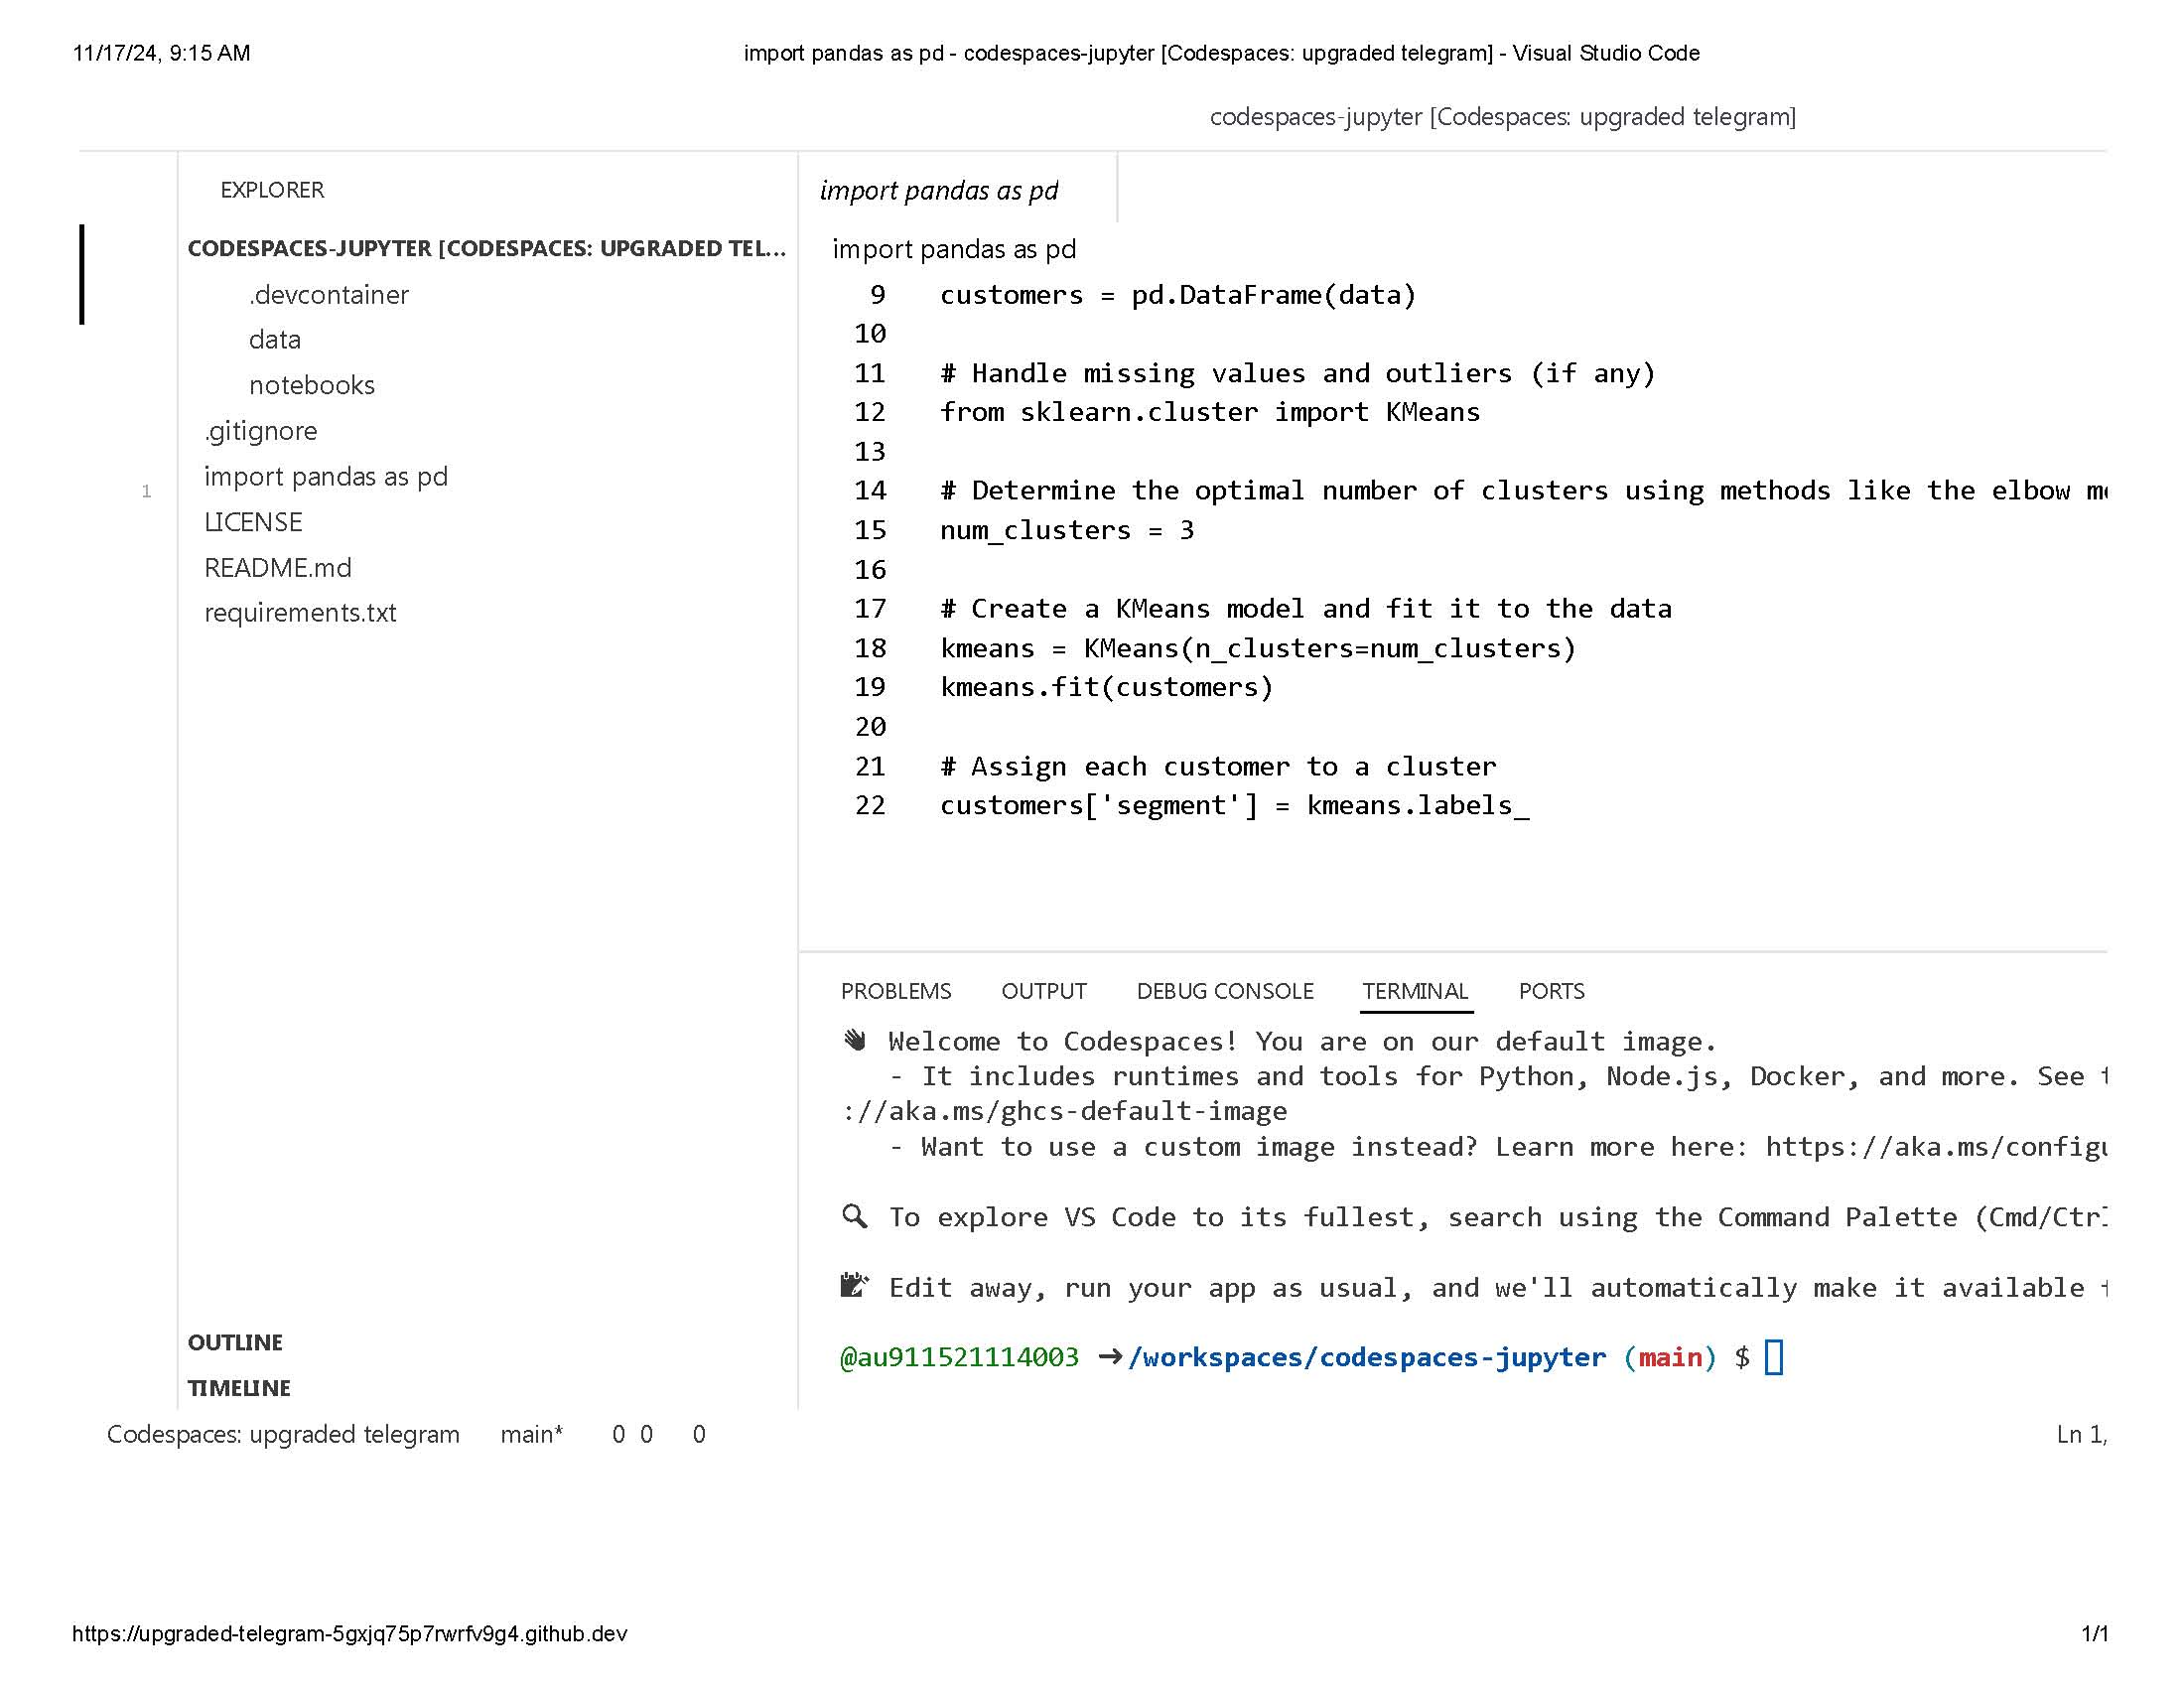 11/17/24, 9:15 AM
import pandas as pd - codespaces-jupyter [Codespaces: upgraded telegram] - Visual Studio Code
codespaces-jupyter [Codespaces: upgraded telegram]
EXPLORER
CODESPACES-JUPYTER [CODESPACES: UPGRADED TEL...
.devcontainer
data
notebooks
.gitignore
import pandas as pd
1
LICENSE
README.md
requirements.txt
OUTLINE
TIMELINE
import pandas as pd
import pandas as pd
9 customers = pd.DataFrame(data)
10
11 # Handle missing values and outliers (if any)
12 from sklearn.cluster import KMeans
13
14 # Determine the optimal number of clusters using methods like the elbow
15 num_clusters = 3
16
17 # Create a KMeans model and fit it to the data
18 kmeans = KMeans(n_clusters=num_clusters)
19 kmeans.fit(customers)
20
21 # Assign each customer to a cluster
22 customers['segment'] = kmeans.labels_
PROBLEMS OUTPUT DEBUG CONSOLE TERMINAL PORTS
👋 Welcome to Codespaces! You are on our default image.
- It includes runtimes and tools for Python, Node.js, Docker, and more. See
://aka.ms/ghcs-default-image
- Want to use a custom image instead? Learn more here: https://aka.ms/config
🔍 To explore VS Code to its fullest, search using the Command Palette (Cmd/Ctr
📝 Edit away, run your app as usual, and we'll automatically make it available
@au911521114003 ➜ /workspaces/codespaces-jupyter (main) $
Codespaces: upgraded telegram main* 0 0 0
Ln 1,
https://upgraded-telegram-5gxjq75p7rwrfv9g4.github.dev
1/1